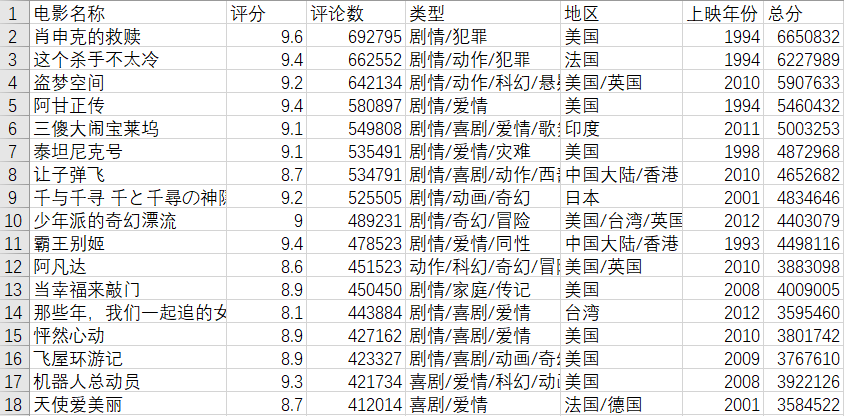 1 电影名称 评分 评论数 类型 地区 上映年份 总分
2 肖申克的救赎 9.6 692795 剧情/犯罪 美国 1994 6650832
3 这个杀手不太冷 9.4 662552 剧情/动作/犯罪 法国 1994 6227989
4 盗梦空间 9.2 642134 剧情/动作/科幻/悬 美国/英国 2010 5907633
5 阿甘正传 9.4 580897 剧情/爱情 美国 1994 5460432
6 三傻大闹宝莱坞 9.1 549808 剧情/喜剧/爱情/歌 印度 2011 5003253
7 泰坦尼克号 9.1 535491 剧情/爱情/灾难 美国 1998 4872968
8 让子弹飞 8.7 534791 剧情/喜剧/动作/西 中国大陆/香港 2010 4652682
9 千与千寻 千と千尋の神 9.2 525505 剧情/动画/奇幻 日本 2001 4834646
10 少年派的奇幻漂流 9 489231 剧情/奇幻/冒险 美国/台湾/英国 2012 4403079
11 霸王别姬 9.4 478523 剧情/爱情/同性 中国大陆/香港 1993 4498116
12 阿凡达 8.6 451523 动作/科幻/奇幻/冒 美国/英国 2010 3883098
13 当幸福来敲门 8.9 450450 剧情/家庭/传记 美国 2008 4009005
14 那些年，我们一起追的女 8.1 443884 剧情/喜剧/爱情 台湾 2012 3595460
15 怦然心动 8.9 427162 剧情/喜剧/爱情 美国 2010 3801742
16 飞屋环游记 8.9 423327 剧情/喜剧/动画/奇 美国 2009 3767610
17 机器人总动员 9.3 421734 喜剧/爱情/科幻/动 美国 2008 3922126
18 天使爱美丽 8.7 412014 喜剧/爱情 法国/德国 2001 3584522